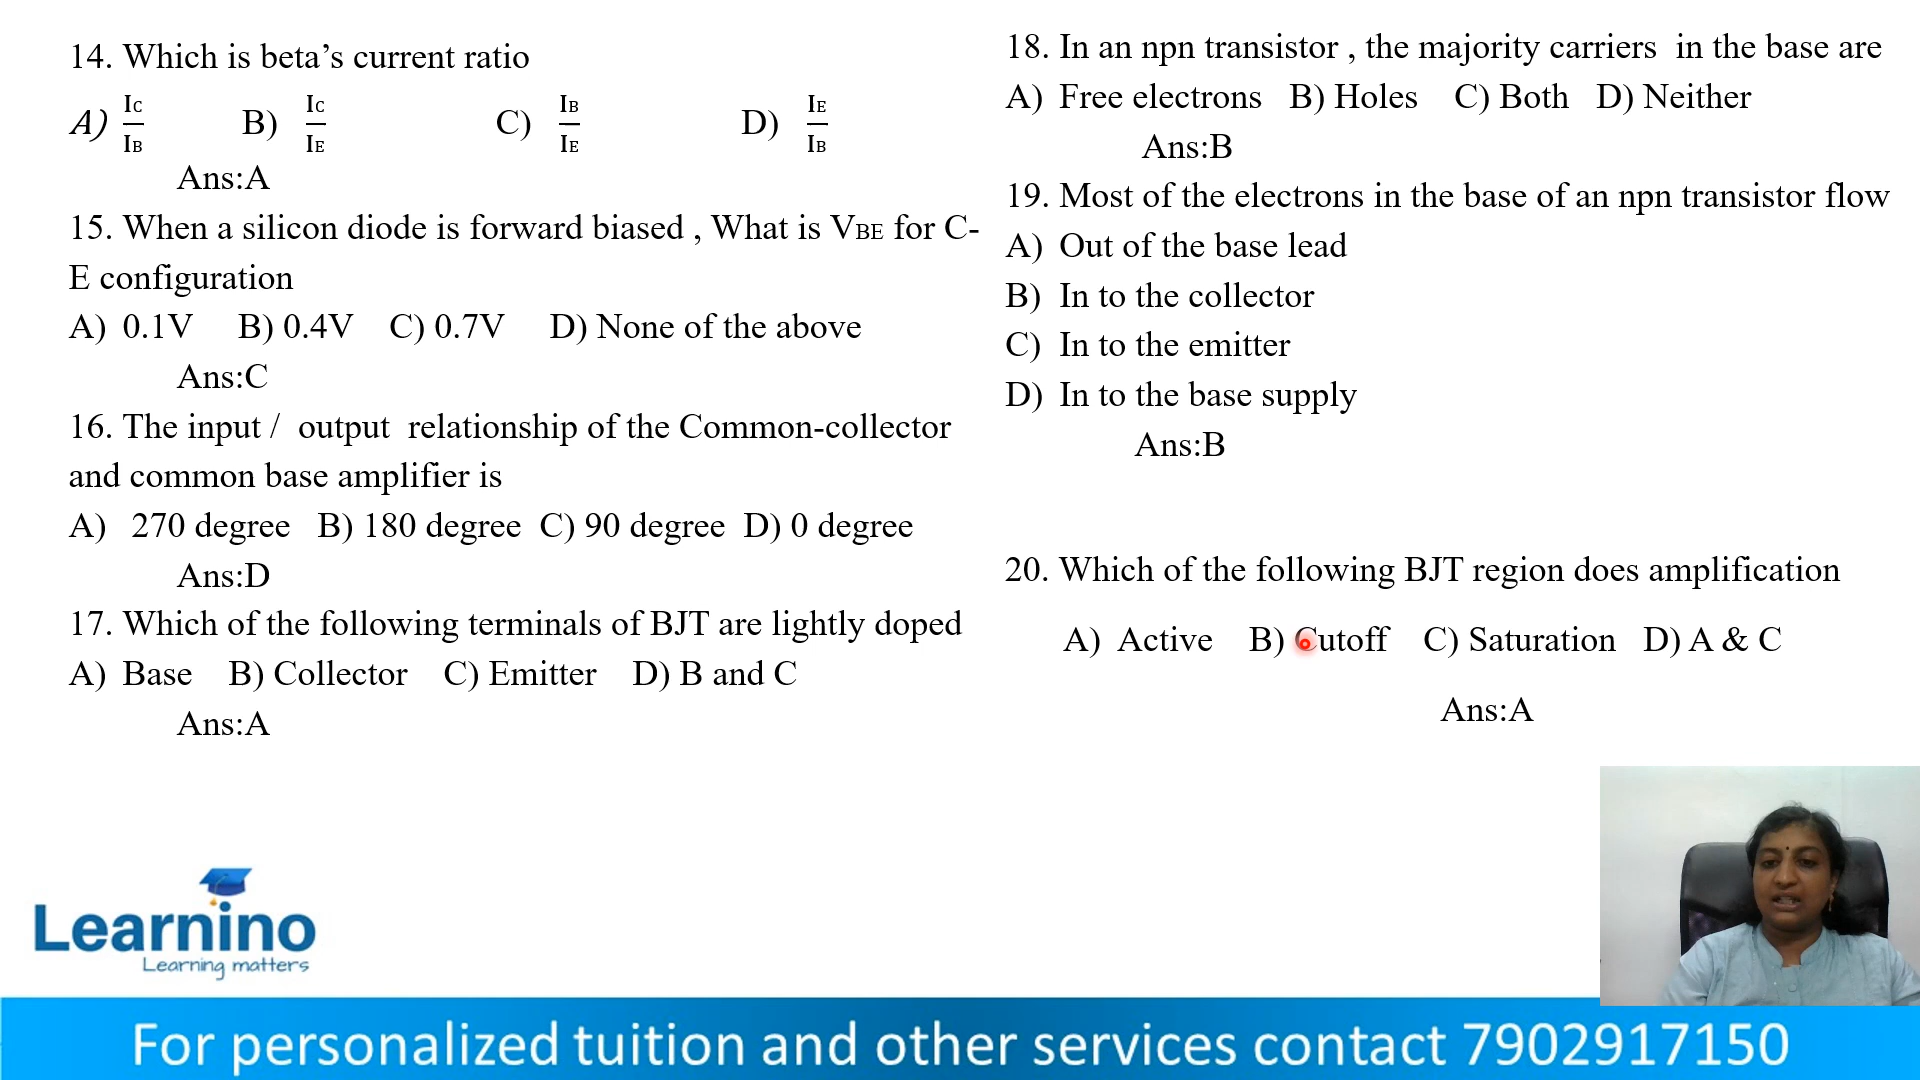 14. Which is beta’s current ratio
A) IC/IB B) IC/IE C) IB/IE D) IE/IB
Ans:A
15. When a silicon diode is forward biased , What is VBE for C-
E configuration
A) 0.1V B) 0.4V C) 0.7V D) None of the above
Ans:C
16. The input / output relationship of the Common-collector
and common base amplifier is
A) 270 degree B) 180 degree C) 90 degree D) 0 degree
Ans:D
17. Which of the following terminals of BJT are lightly doped
A) Base B) Collector C) Emitter D) B and C
Ans:A
18. In an npn transistor , the majority carriers in the base are
A) Free electrons B) Holes C) Both D) Neither
Ans:B
19. Most of the electrons in the base of an npn transistor flow
A) Out of the base lead
B) In to the collector
C) In to the emitter
D) In to the base supply
Ans:B
20. Which of the following BJT region does amplification
A) Active B) Cutoff C) Saturation D) A & C
Ans:A
Learnino
Learning matters
For personalized tuition and other services contact 7902917150